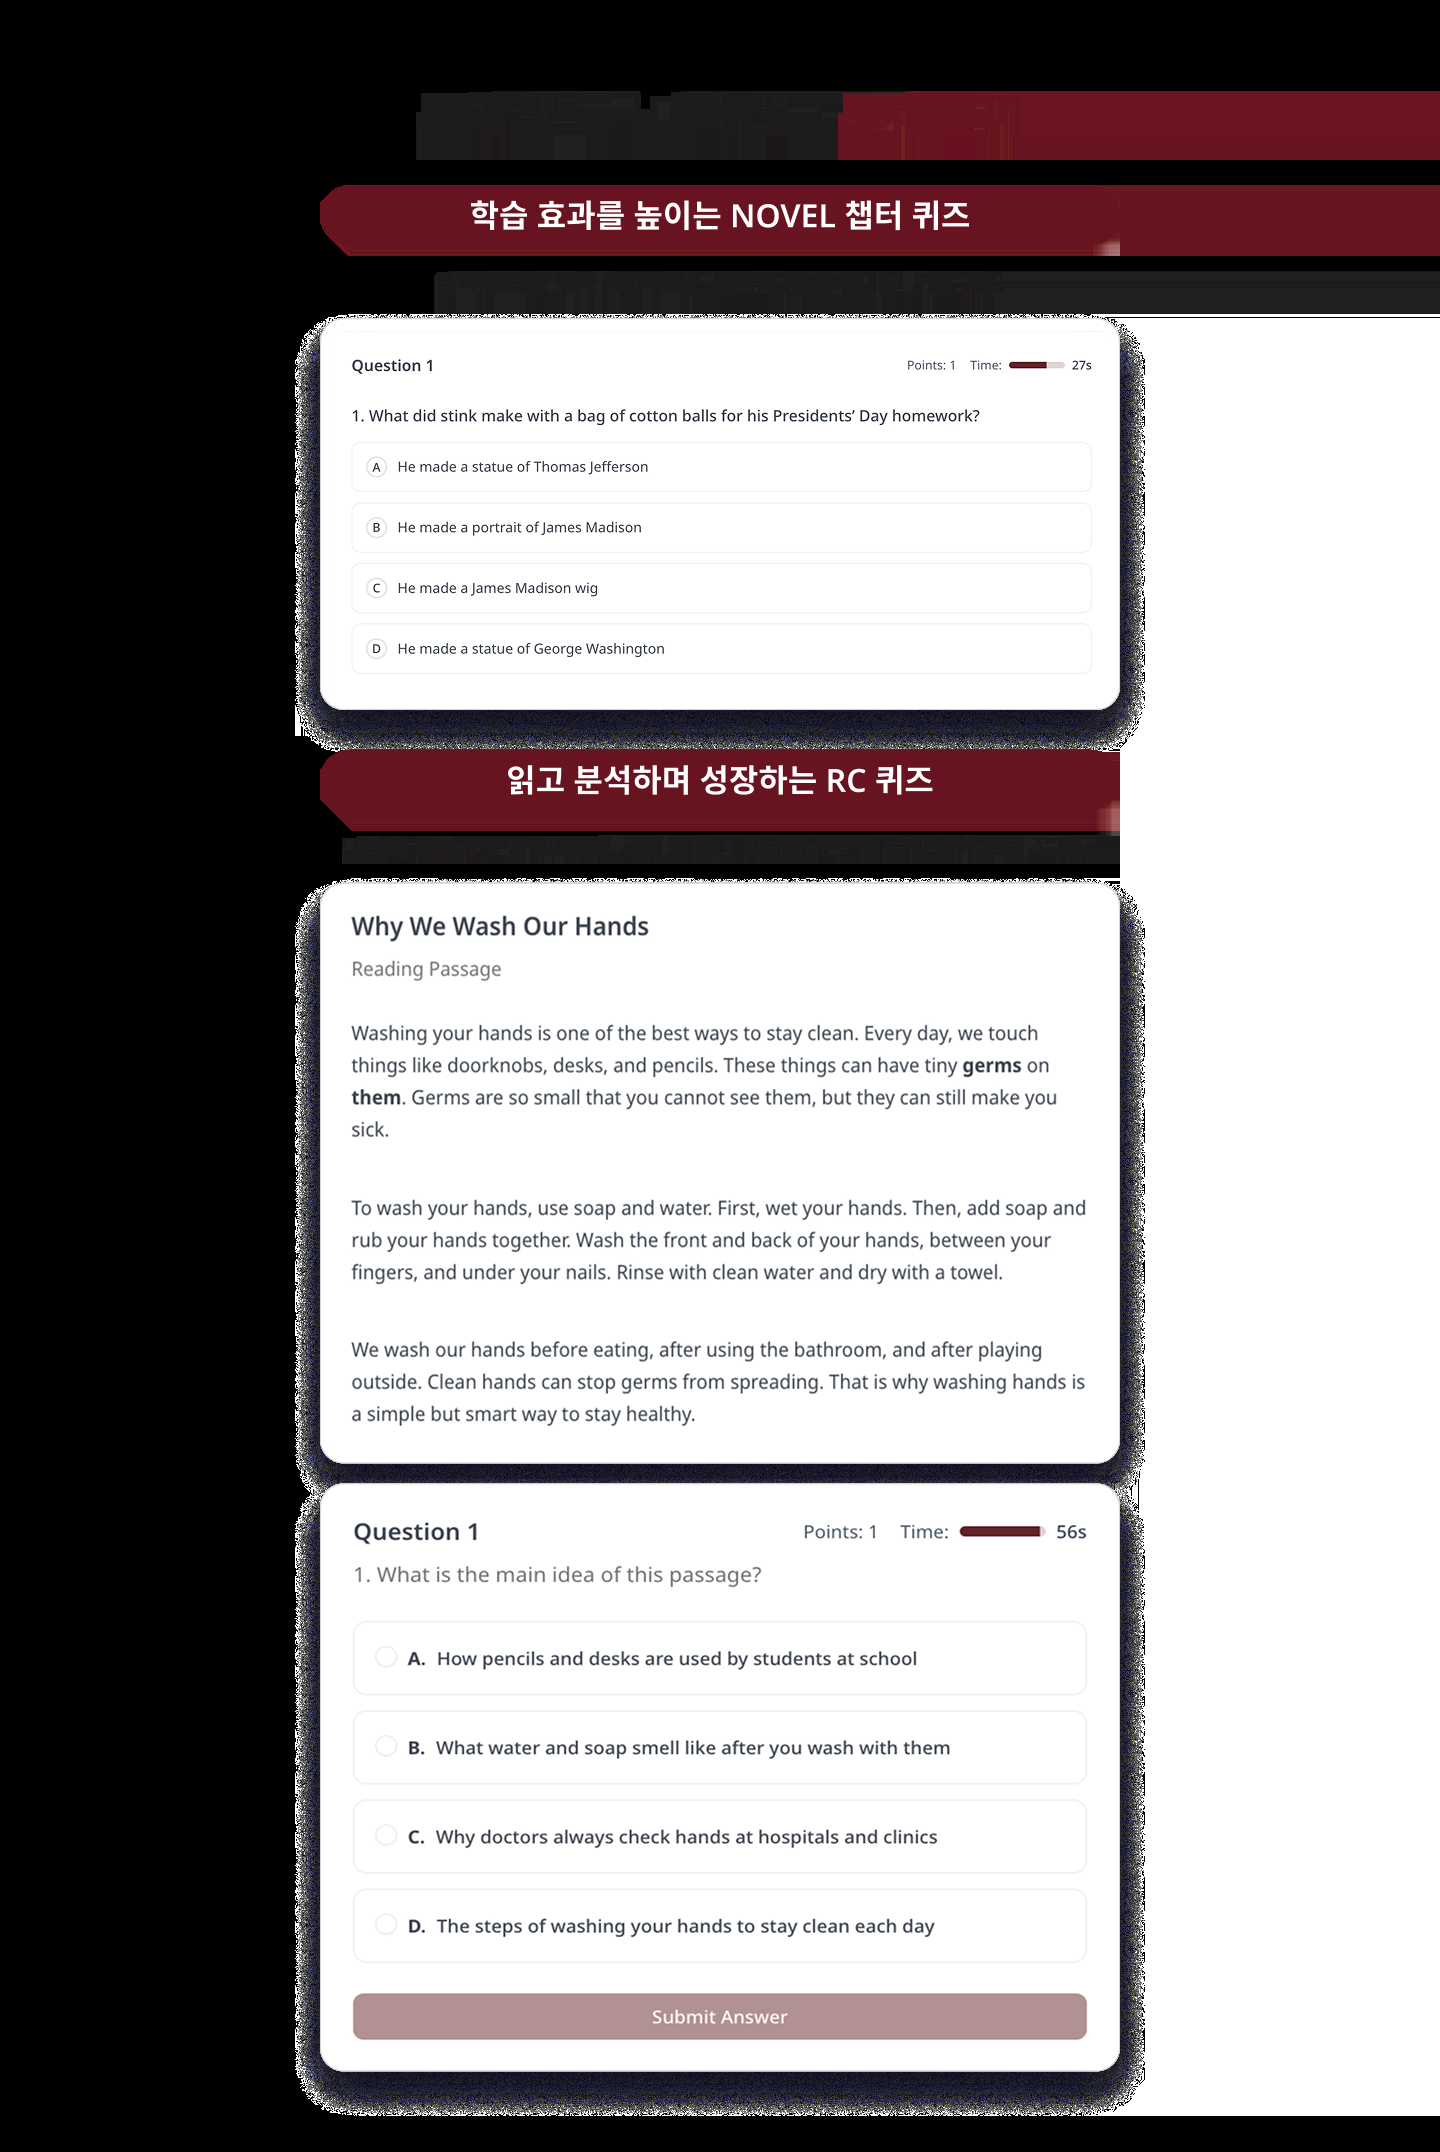 학습 효과를 높이는 NOVEL 챕터 퀴즈
Question 1
Points: 1 Time: 27s
1. What did stink make with a bag of cotton balls for his Presidents’ Day homework?
A He made a statue of Thomas Jefferson
B He made a portrait of James Madison
C He made a James Madison wig
D He made a statue of George Washington
읽고 분석하며 성장하는 RC 퀴즈
Why We Wash Our Hands
Reading Passage
Washing your hands is one of the best ways to stay clean. Every day, we touch
things like doorknobs, desks, and pencils. These things can have tiny germs on
them. Germs are so small that you cannot see them, but they can still make you
sick.
To wash your hands, use soap and water. First, wet your hands. Then, add soap and
rub your hands together. Wash the front and back of your hands, between your
fingers, and under your nails. Rinse with clean water and dry with a towel.
We wash our hands before eating, after using the bathroom, and after playing
outside. Clean hands can stop germs from spreading. That is why washing hands is
a simple but smart way to stay healthy.
Question 1
Points: 1 Time: 56s
1. What is the main idea of this passage?
A. How pencils and desks are used by students at school
B. What water and soap smell like after you wash with them
C. Why doctors always check hands at hospitals and clinics
D. The steps of washing your hands to stay clean each day
Submit Answer